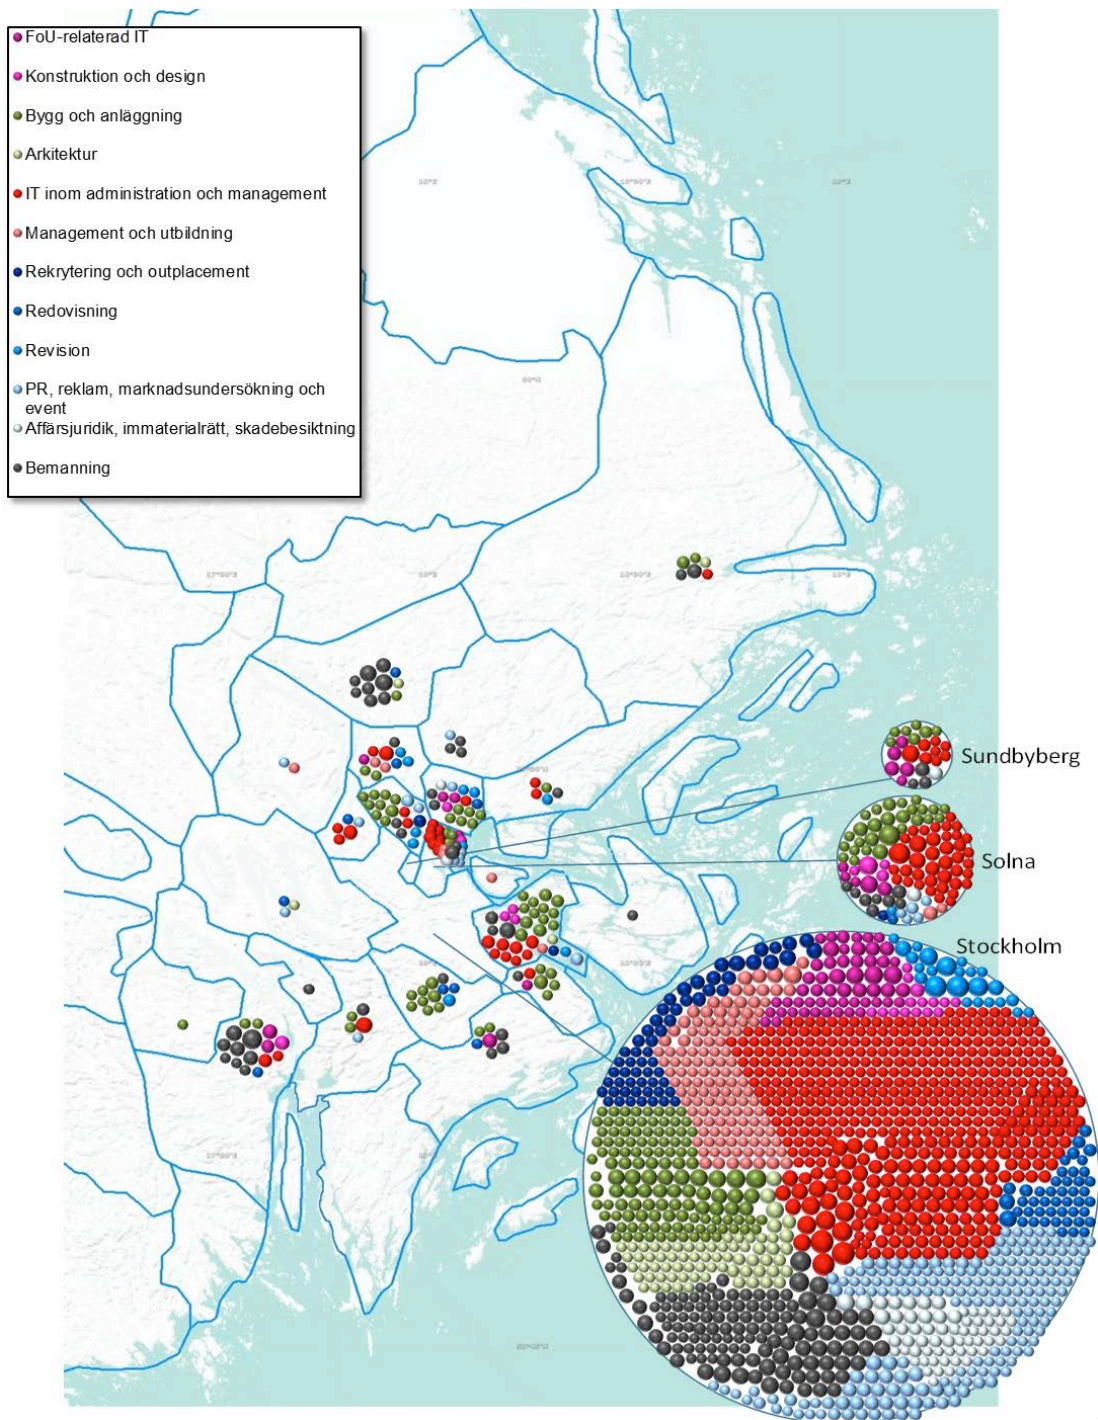 FoU-relaterad IT
Konstruktion och design
Bygg och anläggning
Arkitektur
IT inom administration och management
Management och utbildning
Rekrytering och outplacement
Redovisning
Revision
PR, reklam, marknadsundersökning och
event
Affärsjuridik, immaterialrätt, skadebesiktning
Bemanning
Sundbyberg
Solna
Stockholm